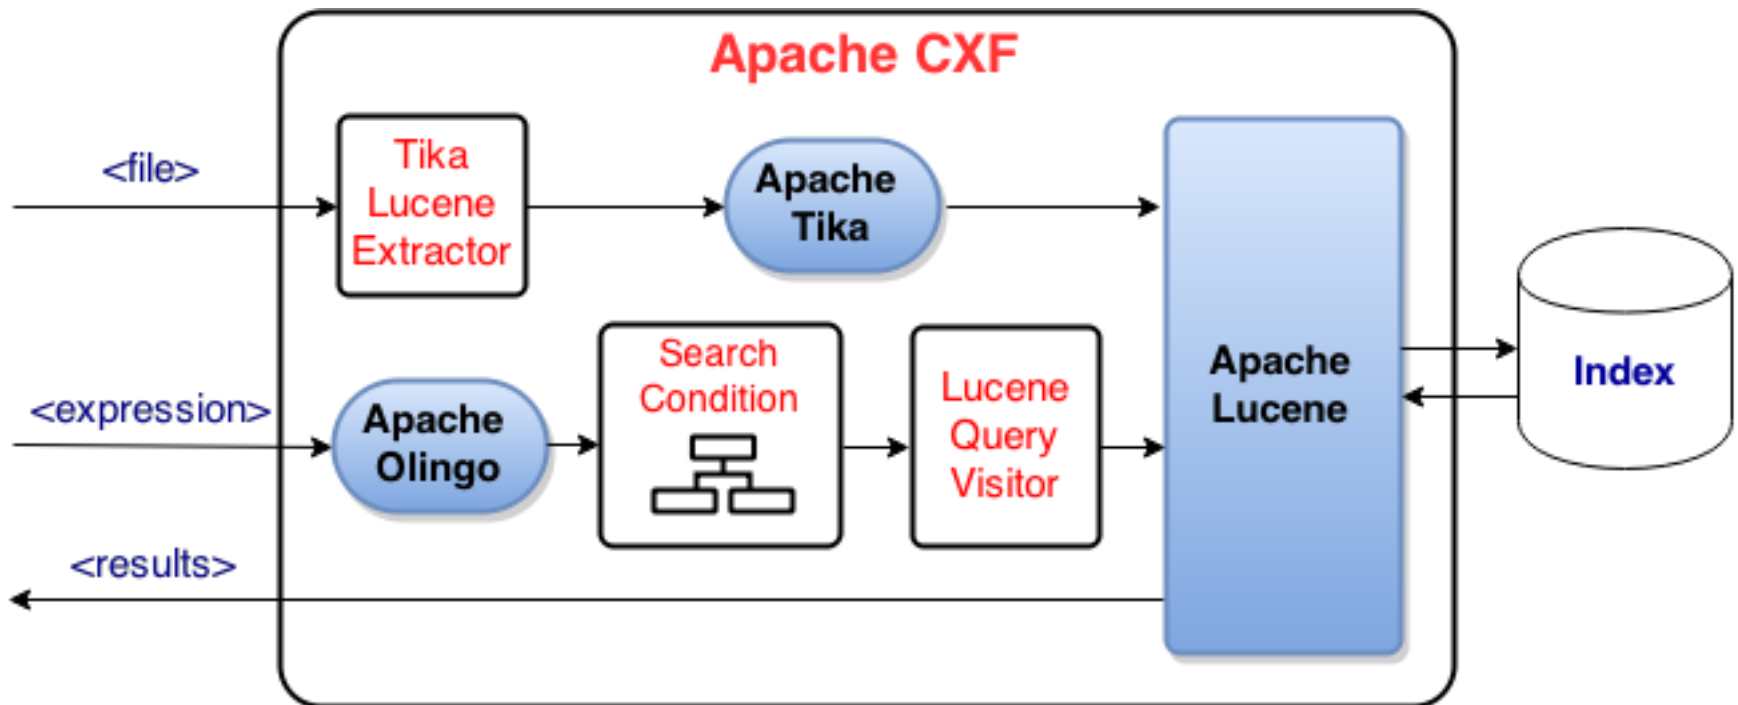 Apache CXF
<file>
Tika
Lucene
Extractor
Apache
Tika
<expression>
Apache
Olingo
Search
Condition
Lucene
Query
Visitor
Apache
Lucene
Index
<results>